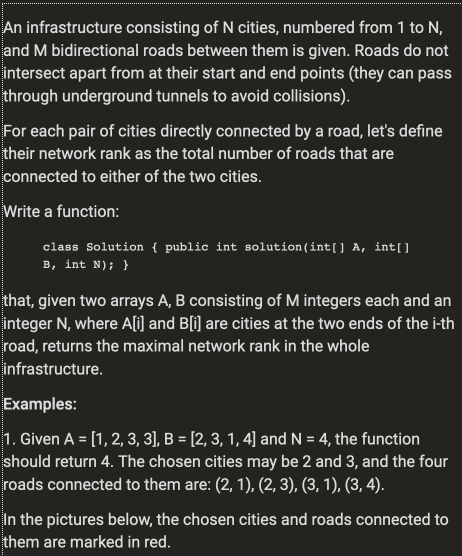 An infrastructure consisting of N cities, numbered from 1 to N,
and M bidirectional roads between them is given. Roads do not
intersect apart from at their start and end points (they can pass
through underground tunnels to avoid collisions).
For each pair of cities directly connected by a road, let's define
their network rank as the total number of roads that are
connected to either of the two cities.
Write a function:
class Solution { public int solution(int[] A, int[]
B, int N); }
that, given two arrays A, B consisting of M integers each and an
integer N, where A[i] and B[i] are cities at the two ends of the i-th
road, returns the maximal network rank in the whole
infrastructure.
Examples:
1. Given A = [1, 2, 3, 3], B = [2, 3, 1, 4] and N = 4, the function
should return 4. The chosen cities may be 2 and 3, and the four
roads connected to them are: (2, 1), (2, 3), (3, 1), (3, 4).
In the pictures below, the chosen cities and roads connected to
them are marked in red.